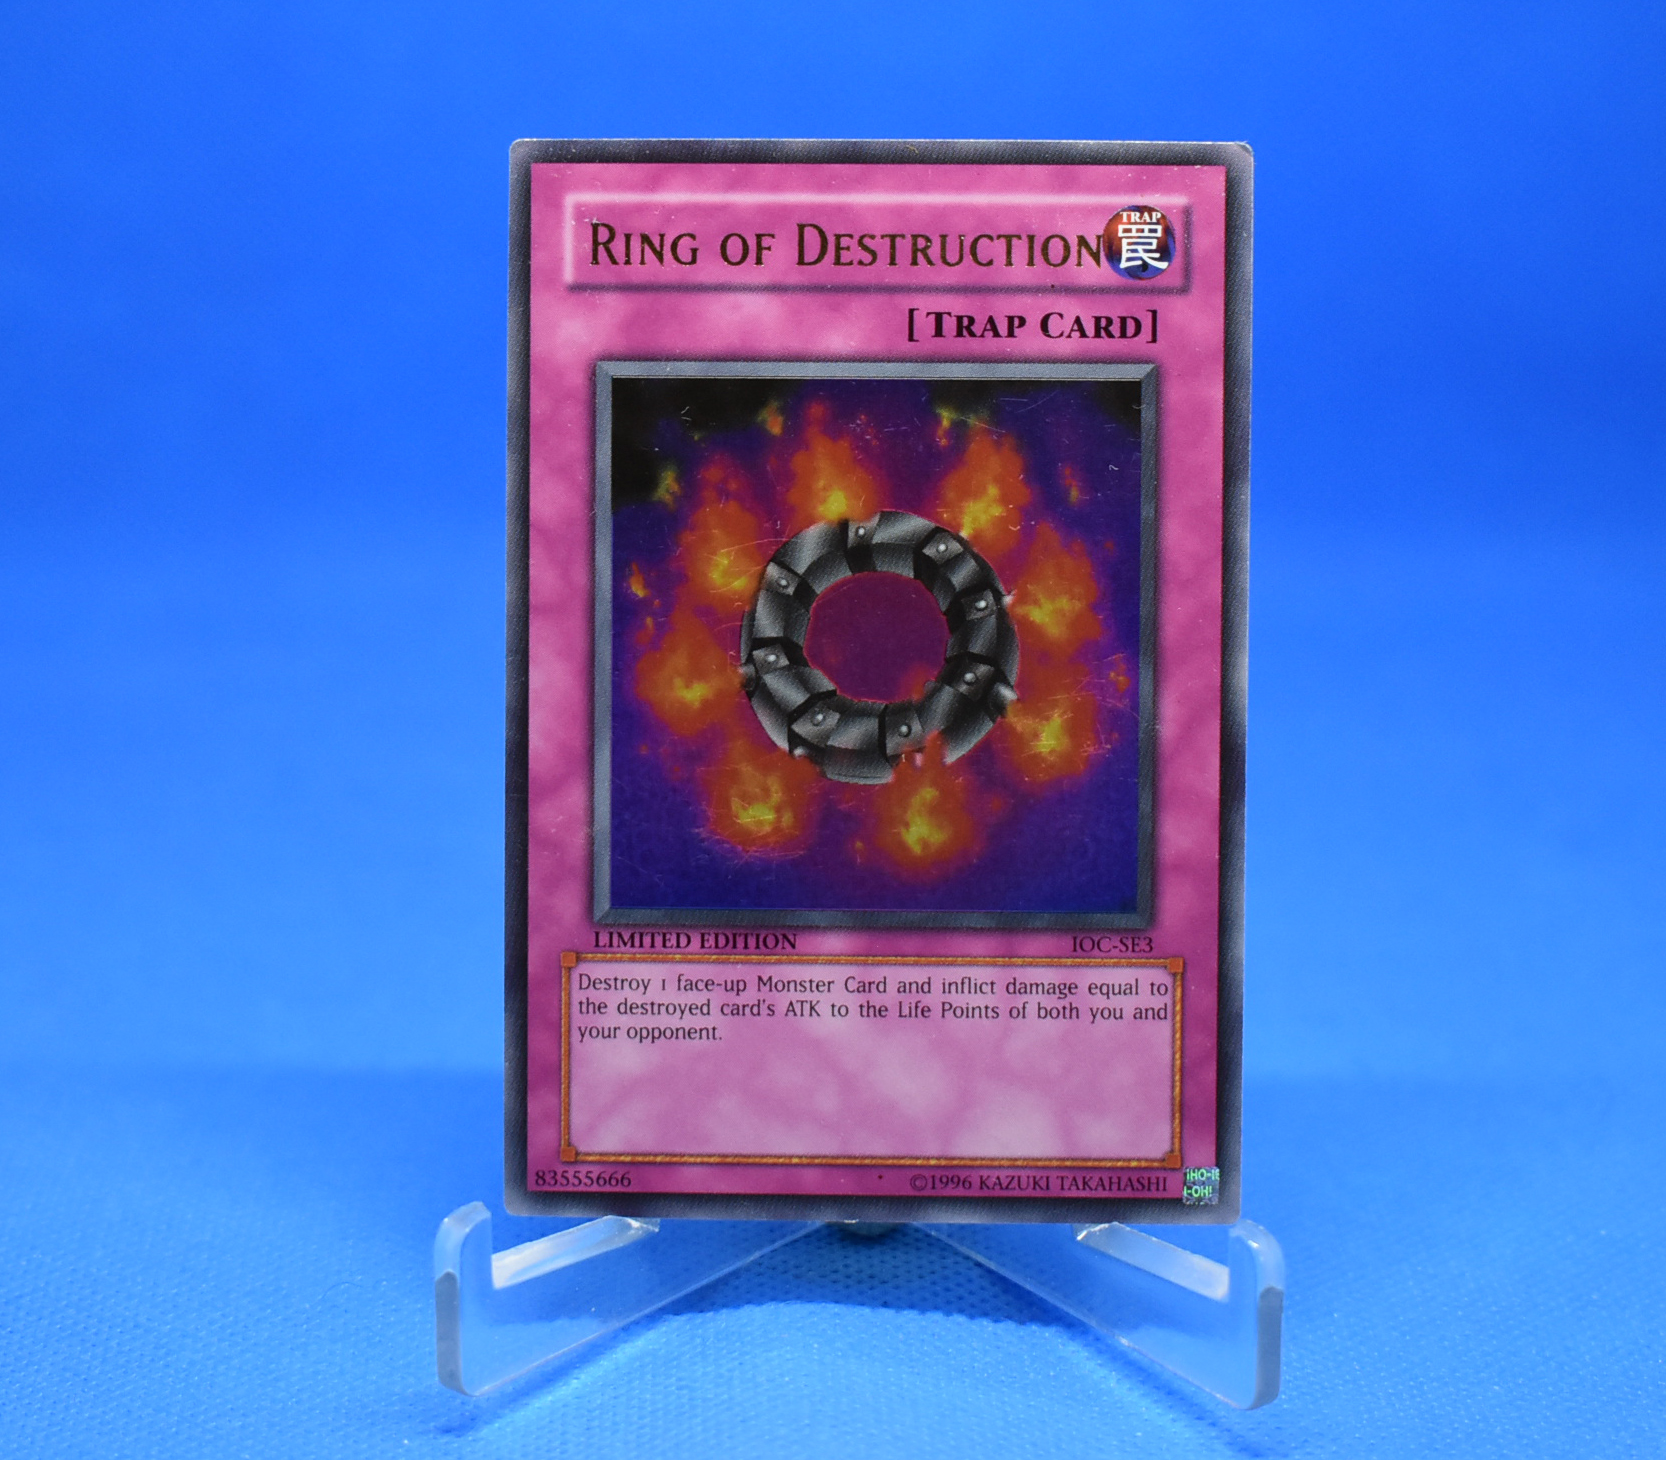 RING OF DESTRUCTION
TRAP
罠
[TRAP CARD]
LIMITED EDITION IOC-SE3
Destroy 1 face-up Monster Card and inflict damage equal to
the destroyed card's ATK to the Life Points of both you and
your opponent.
83555666 ©1996 KAZUKI TAKAHASHI
-OH!